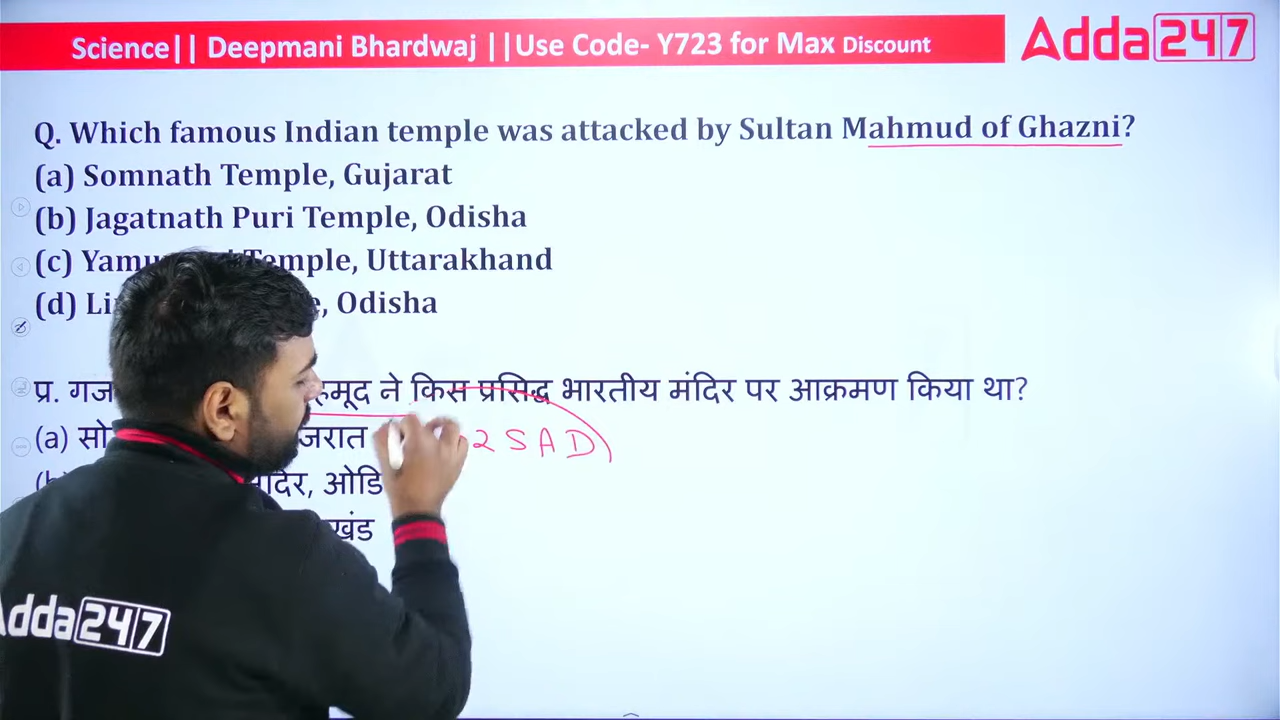 Science|| Deepmani Bhardwaj ||Use Code- Y723 for Max Discount
Adda247
Q. Which famous Indian temple was attacked by Sultan Mahmud of Ghazni?
(a) Somnath Temple, Gujarat
(b) Jagatnath Puri Temple, Odisha
(c) Temple, Uttarakhand
(d) Odisha
प्र. ने किस प्रसिद्ध भारतीय मंदिर पर आक्रमण किया था?
(a)
2 S A D
ओडि
Adda247